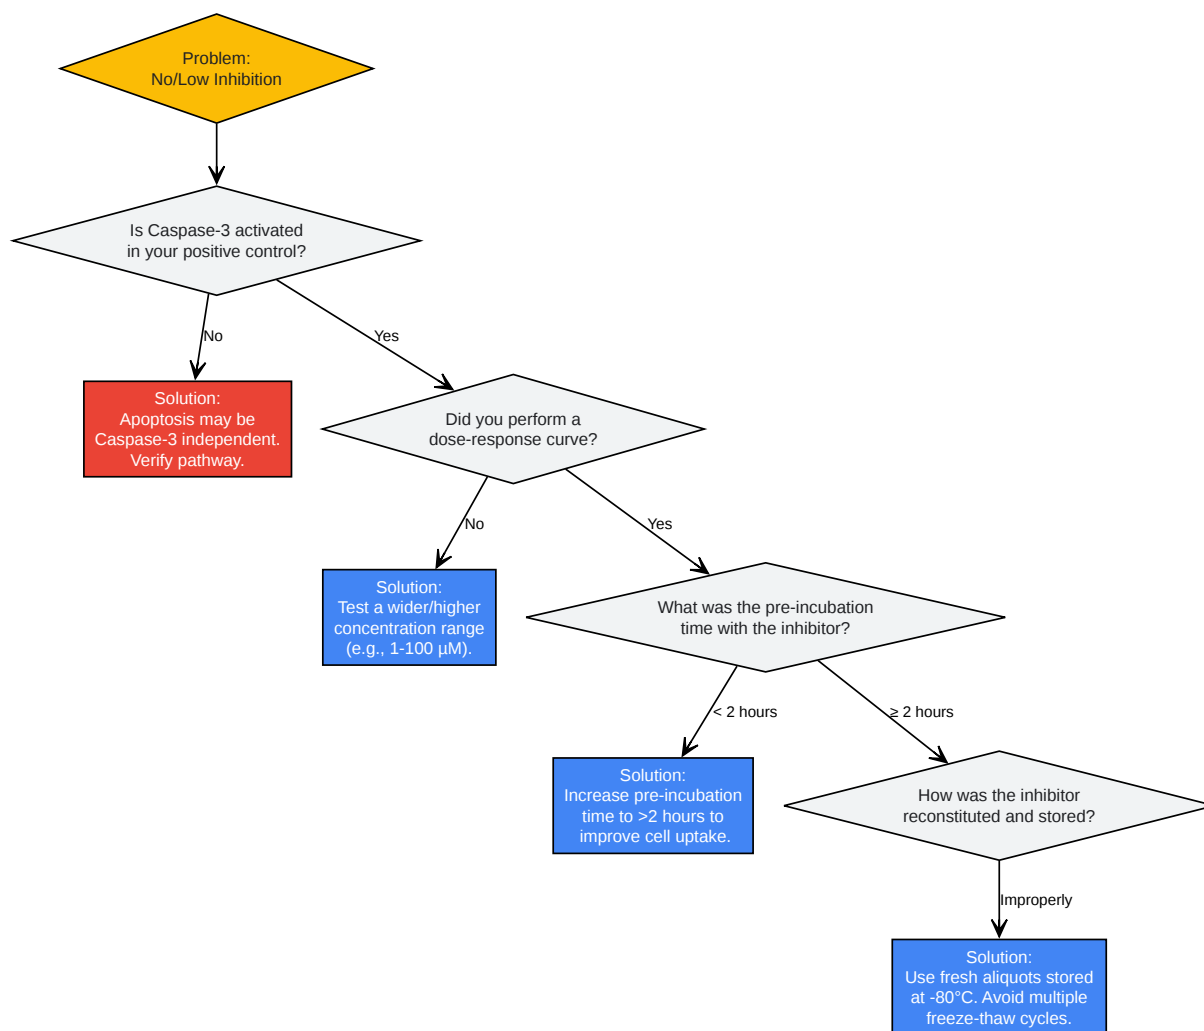 Problem:
No/Low Inhibition
Is Caspase-3 activated
in your positive control?
No
Yes
Solution:
Apoptosis may be
Caspase-3 independent.
Verify pathway.
Did you perform a
dose-response curve?
No
Yes
Solution:
Test a wider/higher
concentration range
(e.g., 1-100 µM).
What was the pre-incubation
time with the inhibitor?
< 2 hours
≥ 2 hours
Solution:
Increase pre-incubation
time to >2 hours to
improve cell uptake.
How was the inhibitor
reconstituted and stored?
Improperly
Solution:
Use fresh aliquots stored
at -80°C. Avoid multiple
freeze-thaw cycles.